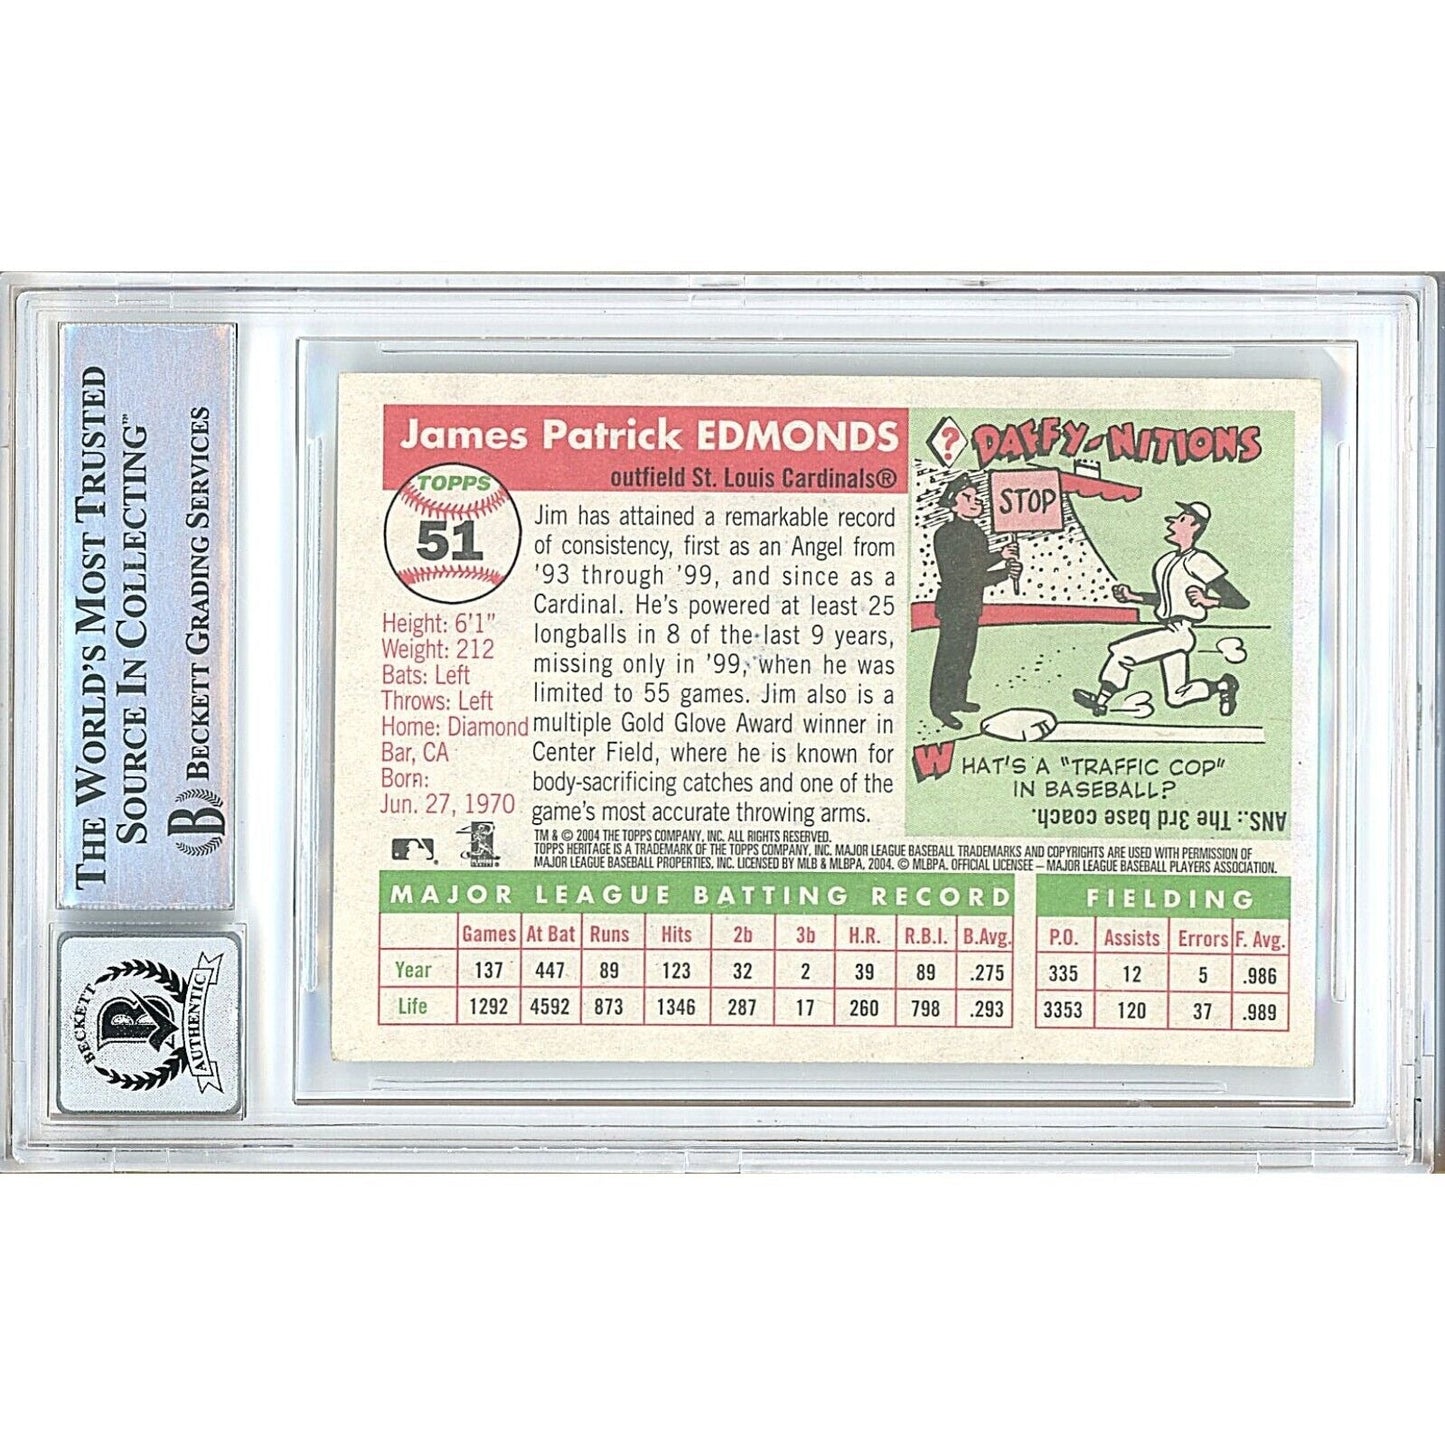 THE WORLD'S MOST TRUSTED
SOURCE IN COLLECTING™
B BECKETT GRADING SERVICES
BECKETT
B
AUTHENTIC
James Patrick EDMONDS
outfield St. Louis Cardinals®
TOPPS
51
Height: 6'1"
Weight: 212
Bats: Left
Throws: Left
Home: Diamond
Bar, CA
Born:
Jun. 27, 1970
Jim has attained a remarkable record
of consistency, first as an Angel from
'93 through '99, and since as a
Cardinal. He's powered at least 25
longballs in 8 of the last 9 years,
missing only in '99, when he was
limited to 55 games. Jim also is a
multiple Gold Glove Award winner in
Center Field, where he is known for
body-sacrificing catches and one of the
game's most accurate throwing arms.
? DAFFY-NITIONS
STOP
WHAT'S A "TRAFFIC COP"
IN BASEBALL?
ANS.: The 3rd base coach.
TM & © 2004 THE TOPPS COMPANY, INC. ALL RIGHTS RESERVED.
TOPPS HERITAGE IS A TRADEMARK OF THE TOPPS COMPANY, INC. MAJOR LEAGUE BASEBALL TRADEMARKS AND COPYRIGHTS ARE USED WITH PERMISSION OF
MAJOR LEAGUE BASEBALL PROPERTIES, INC. LICENSED BY MLB & MLBPA, 2004. © MLBPA. OFFICIAL LICENSEE – MAJOR LEAGUE BASEBALL PLAYERS ASSOCIATION.
MAJOR LEAGUE BATTING RECORD FIELDING
Games At Bat Runs Hits 2b 3b H.R. R.B.I. B.Avg. P.O. Assists Errors F. Avg.
Year 137 447 89 123 32 2 39 89 .275 335 12 5 .986
Life 1292 4592 873 1346 287 17 260 798 .293 3353 120 37 .989